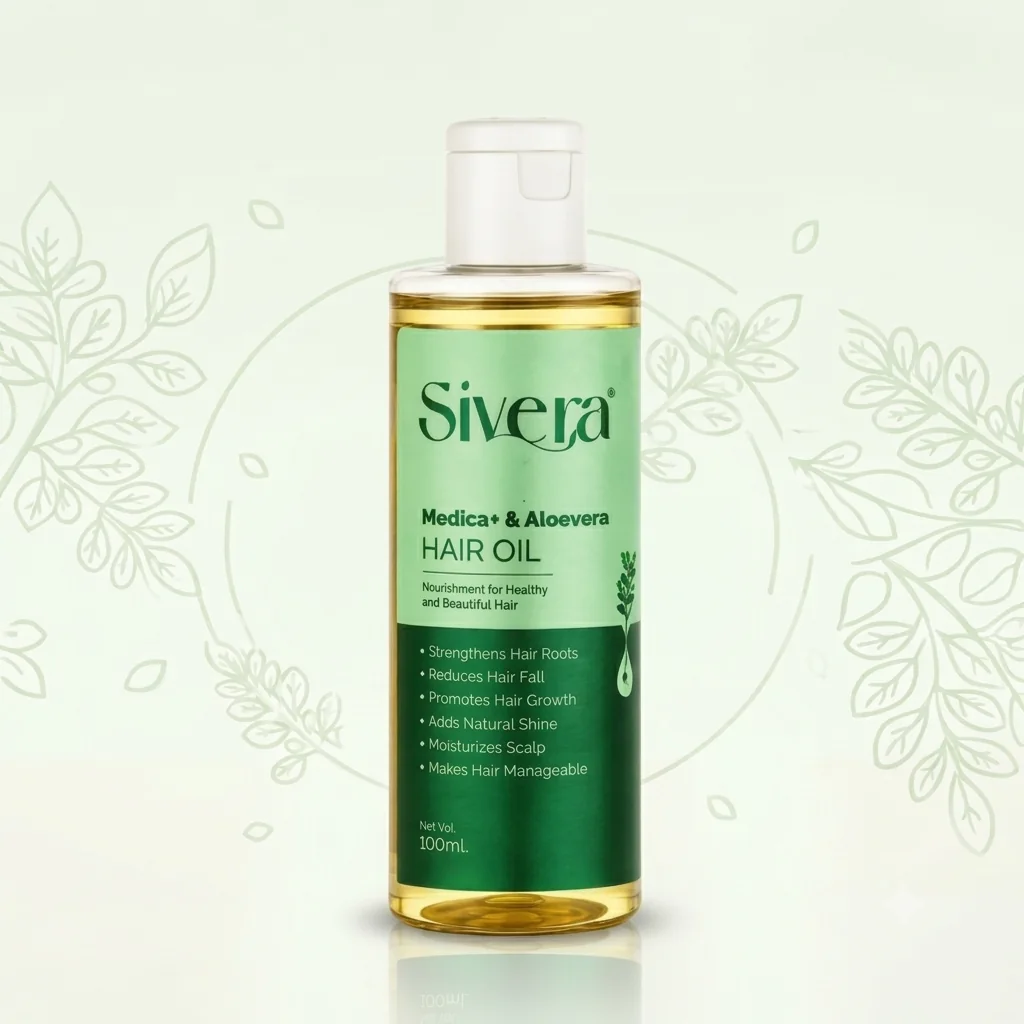 Sivera®
Medica+ & Aloevera
HAIR OIL
Nourishment for Healthy
and Beautiful Hair
• Strengthens Hair Roots
• Reduces Hair Fall
• Promotes Hair Growth
• Adds Natural Shine
• Moisturizes Scalp
• Makes Hair Manageable
Net Vol.
100ml.